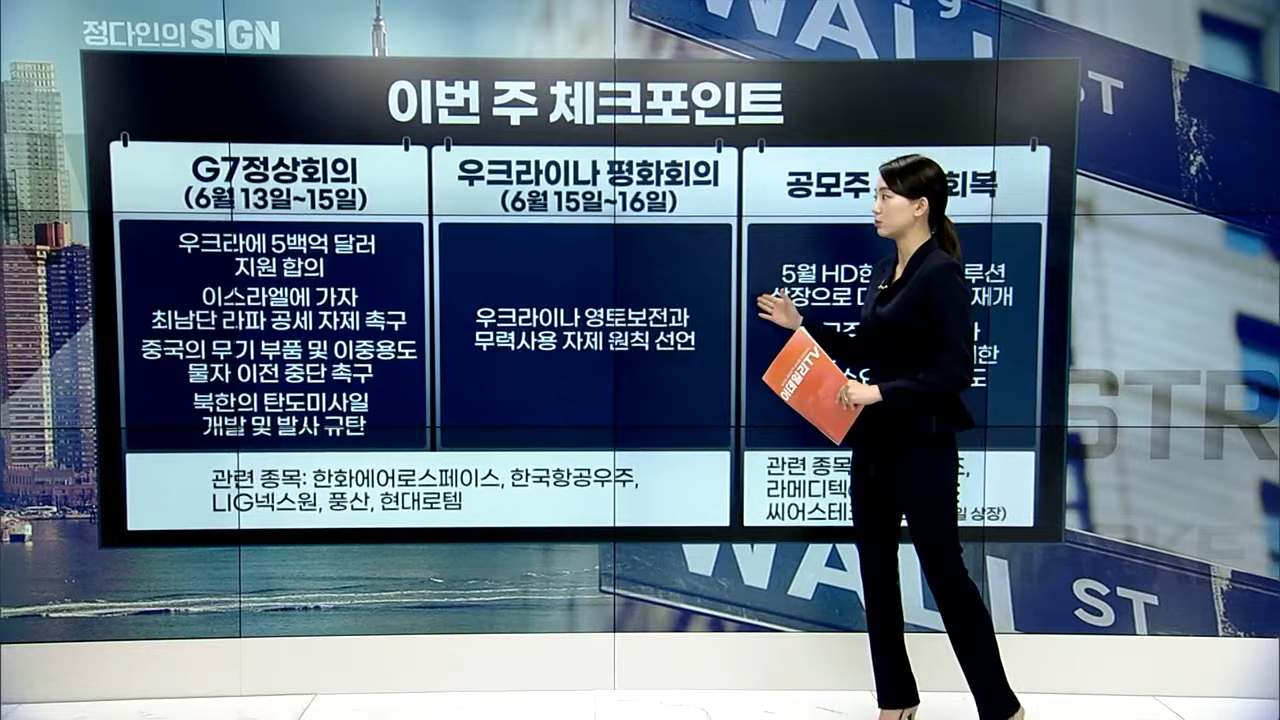 정다인의 SIGN
이번 주 체크포인트
G7정상회의
(6월 13일~15일)
우크라에 5백억 달러
지원 합의
이스라엘에 가자
최남단 라파 공세 자제 촉구
중국의 무기 부품 및 이중용도
물자 이전 중단 촉구
북한의 탄도미사일
개발 및 발사 규탄
우크라이나 평화회의
(6월 15일~16일)
우크라이나 영토보전과
무력사용 자제 원칙 선언
관련 종목: 한화에어로스페이스, 한국항공우주,
LIG넥스원, 풍산, 현대로템
공모주 회복
5월 HD현 루션
상장으로 재개
관련 종목
라메디텍
씨어스테크 일 상장)
이데일리TV
WALL ST
WALL ST
STR